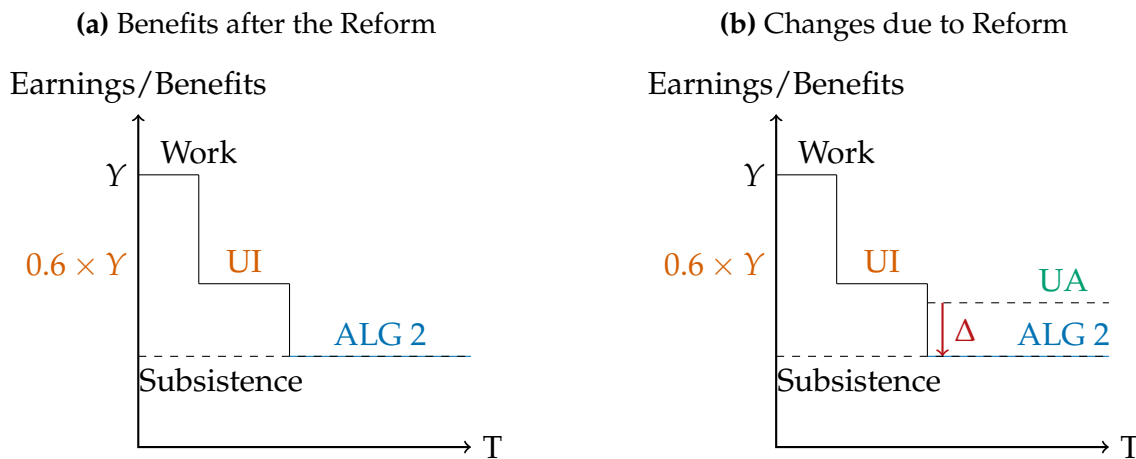 (a) Benefits after the Reform
Earnings/Benefits
Work
Y
0.6 × Y
UI
ALG 2
Subsistence
T
(b) Changes due to Reform
Earnings/Benefits
Work
Y
0.6 × Y
UI
UA
Δ
ALG 2
Subsistence
T